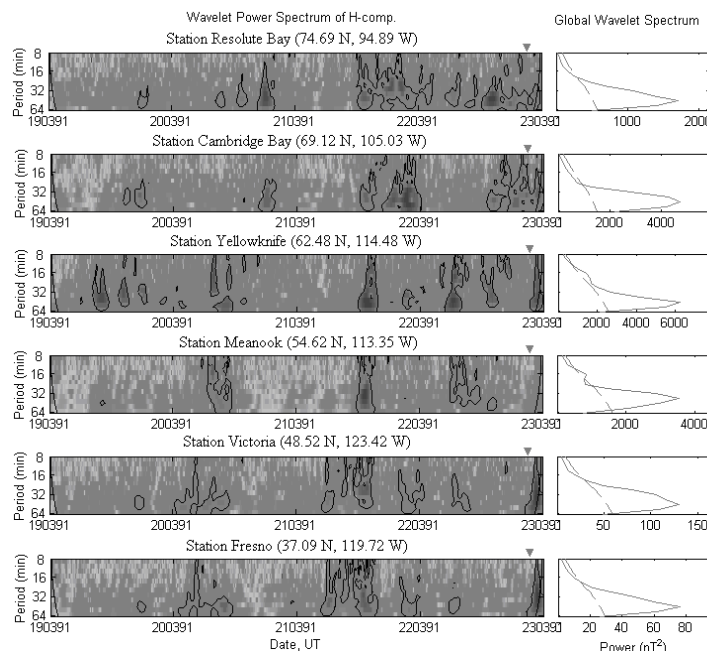 Wavelet Power Spectrum of H-comp.
Global Wavelet Spectrum
Station Resolute Bay (74.69 N, 94.89 W)
Period (min)
8
16
32
64
190391 200391 210391 220391 230391
1000 2000
Station Cambridge Bay (69.12 N, 105.03 W)
Period (min)
8
16
32
64
190391 200391 210391 220391 230391
2000 4000
Station Yellowknife (62.48 N, 114.48 W)
Period (min)
8
16
32
64
190391 200391 210391 220391 230391
2000 4000 6000
Station Meanook (54.62 N, 113.35 W)
Period (min)
8
16
32
64
190391 200391 210391 220391 230391
2000 4000
Station Victoria (48.52 N, 123.42 W)
Period (min)
8
16
32
64
190391 200391 210391 220391 230391
0 50 100 150
Station Fresno (37.09 N, 119.72 W)
Period (min)
8
16
32
64
190391 200391 210391 220391 230391
20 40 60 80
Date, UT
Power (nT²)